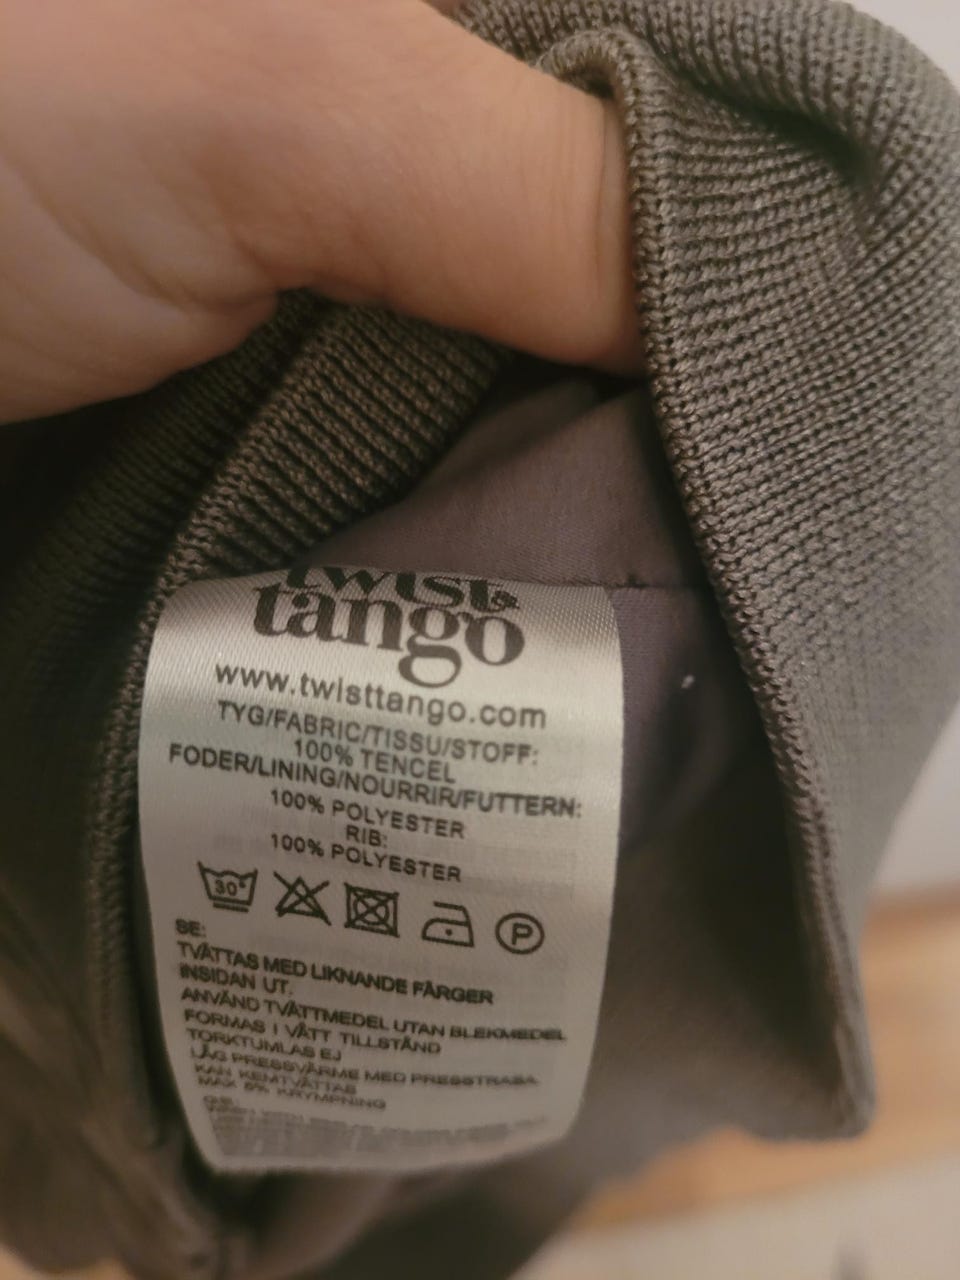 twist &
tango
www.twisttango.com
TYG/FABRIC/TISSU/STOFF:
100% TENCEL
FODER/LINING/NOURRIR/FUTTERN:
100% POLYESTER
RIB:
100% POLYESTER
30°
P
SE:
TVÄTTAS MED LIKNANDE FÄRGER
INSIDAN UT.
ANVÄND TVÄTTMEDEL UTAN BLEKMEDEL
FORMAS I VÅTT TILLSTÅND
TORKTUMLAS EJ
LÅG PRESSVÄRME MED PRESSTRASA
KAN KEMTVÄTTAS
MAX 5% KRYMPNING